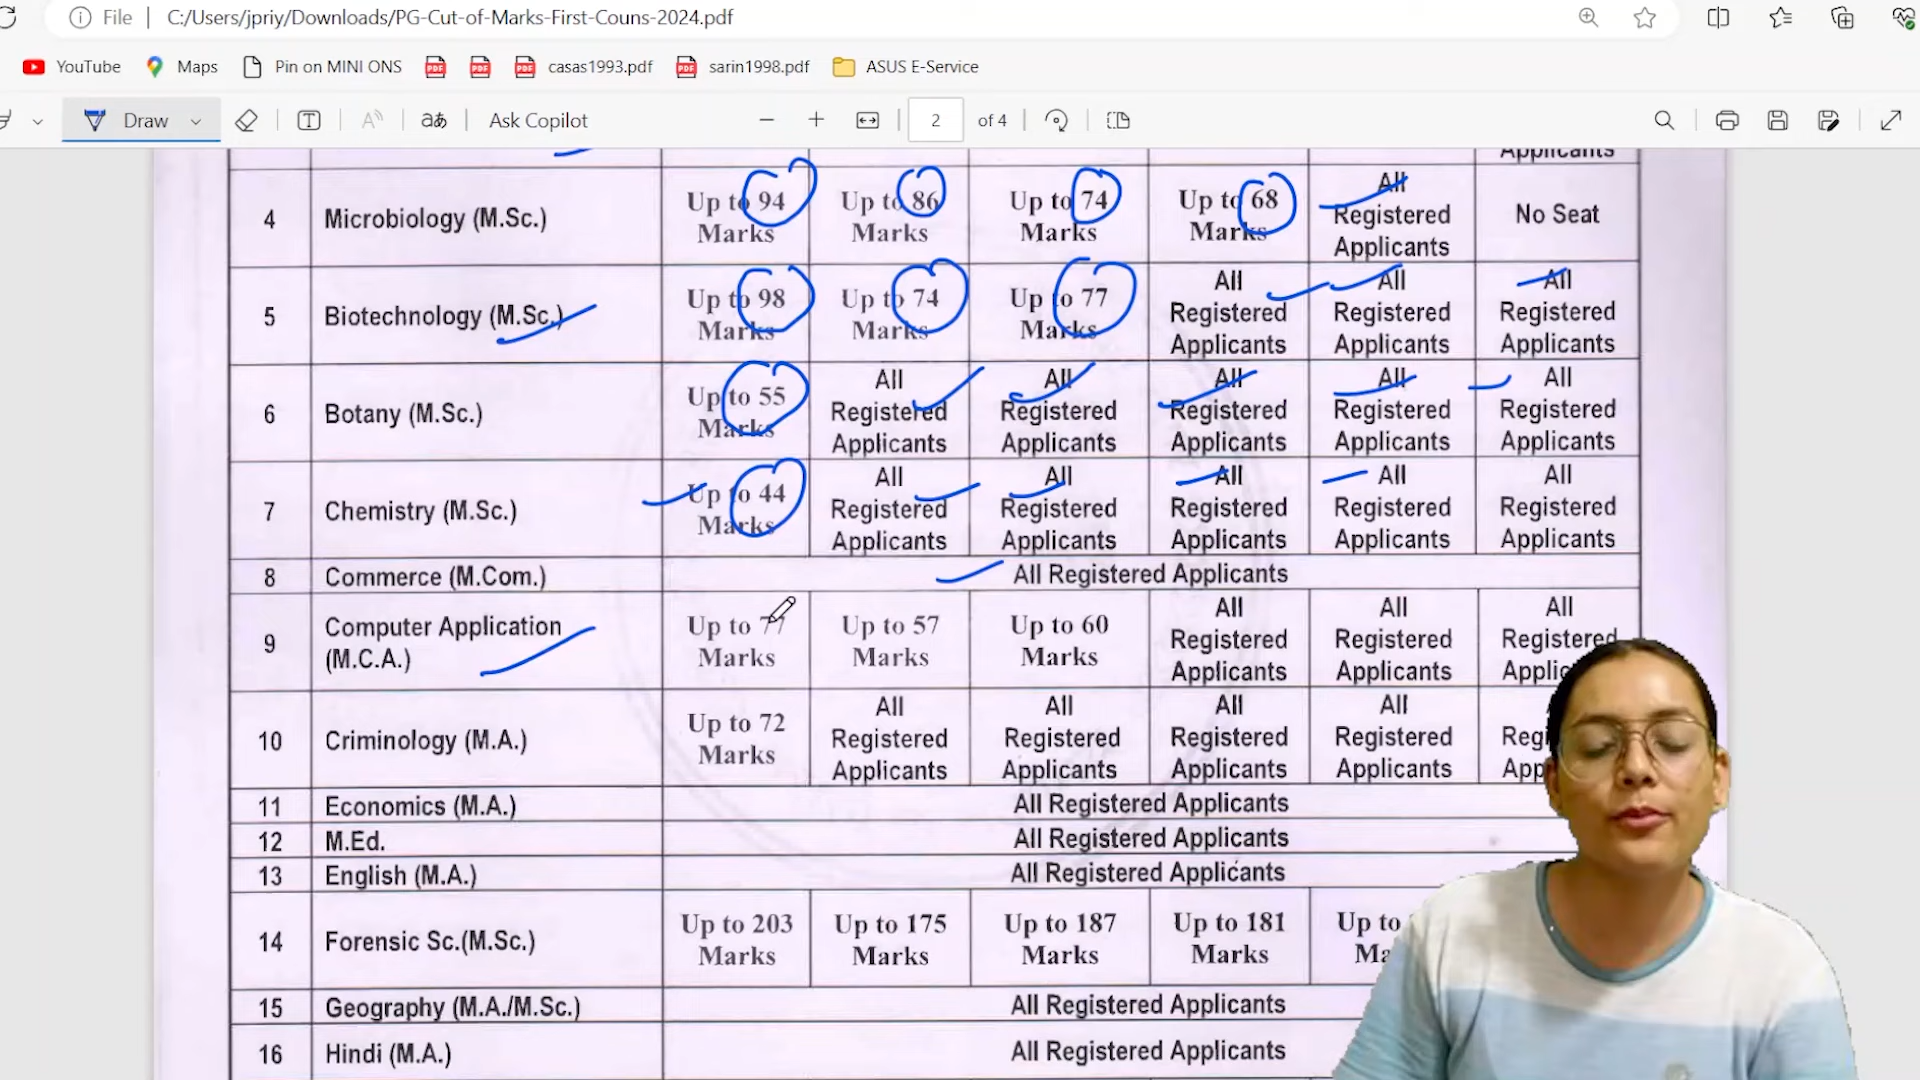 File
C:/Users/jpriy/Downloads/PG-Cut-of-Marks-First-Couns-2024.pdf
YouTube
Maps
Pin on MINI ONS
casas1993.pdf
sarin1998.pdf
ASUS E-Service
Draw
Ask Copilot
2
of 4
Applicants
4
Microbiology (M.Sc.)
Up to 94
Marks
Up to 86
Marks
Up to 74
Marks
Up to 68
Marks
All
Registered
Applicants
No Seat
5
Biotechnology (M.Sc.)
Up to 98
Marks
Up to 74
Marks
Up to 77
Marks
All
Registered
Applicants
All
Registered
Applicants
All
Registered
Applicants
6
Botany (M.Sc.)
Up to 55
Marks
All
Registered
Applicants
All
Registered
Applicants
All
Registered
Applicants
All
Registered
Applicants
All
Registered
Applicants
7
Chemistry (M.Sc.)
Up to 44
Marks
All
Registered
Applicants
All
Registered
Applicants
All
Registered
Applicants
All
Registered
Applicants
All
Registered
Applicants
8
Commerce (M.Com.)
All Registered Applicants
9
Computer Application
(M.C.A.)
Up to
Marks
Up to 57
Marks
Up to 60
Marks
All
Registered
Applicants
All
Registered
Applicants
All
Registered
10
Criminology (M.A.)
Up to 72
Marks
All
Registered
Applicants
All
Registered
Applicants
All
Registered
Applicants
All
Registered
Applicants
11
Economics (M.A.)
All Registered Applicants
12
M.Ed.
All Registered Applicants
13
English (M.A.)
All Registered Applicants
14
Forensic Sc.(M.Sc.)
Up to 203
Marks
Up to 175
Marks
Up to 187
Marks
Up to 181
Marks
Up to
15
Geography (M.A./M.Sc.)
All Registered Applicants
16
Hindi (M.A.)
All Registered Applicants